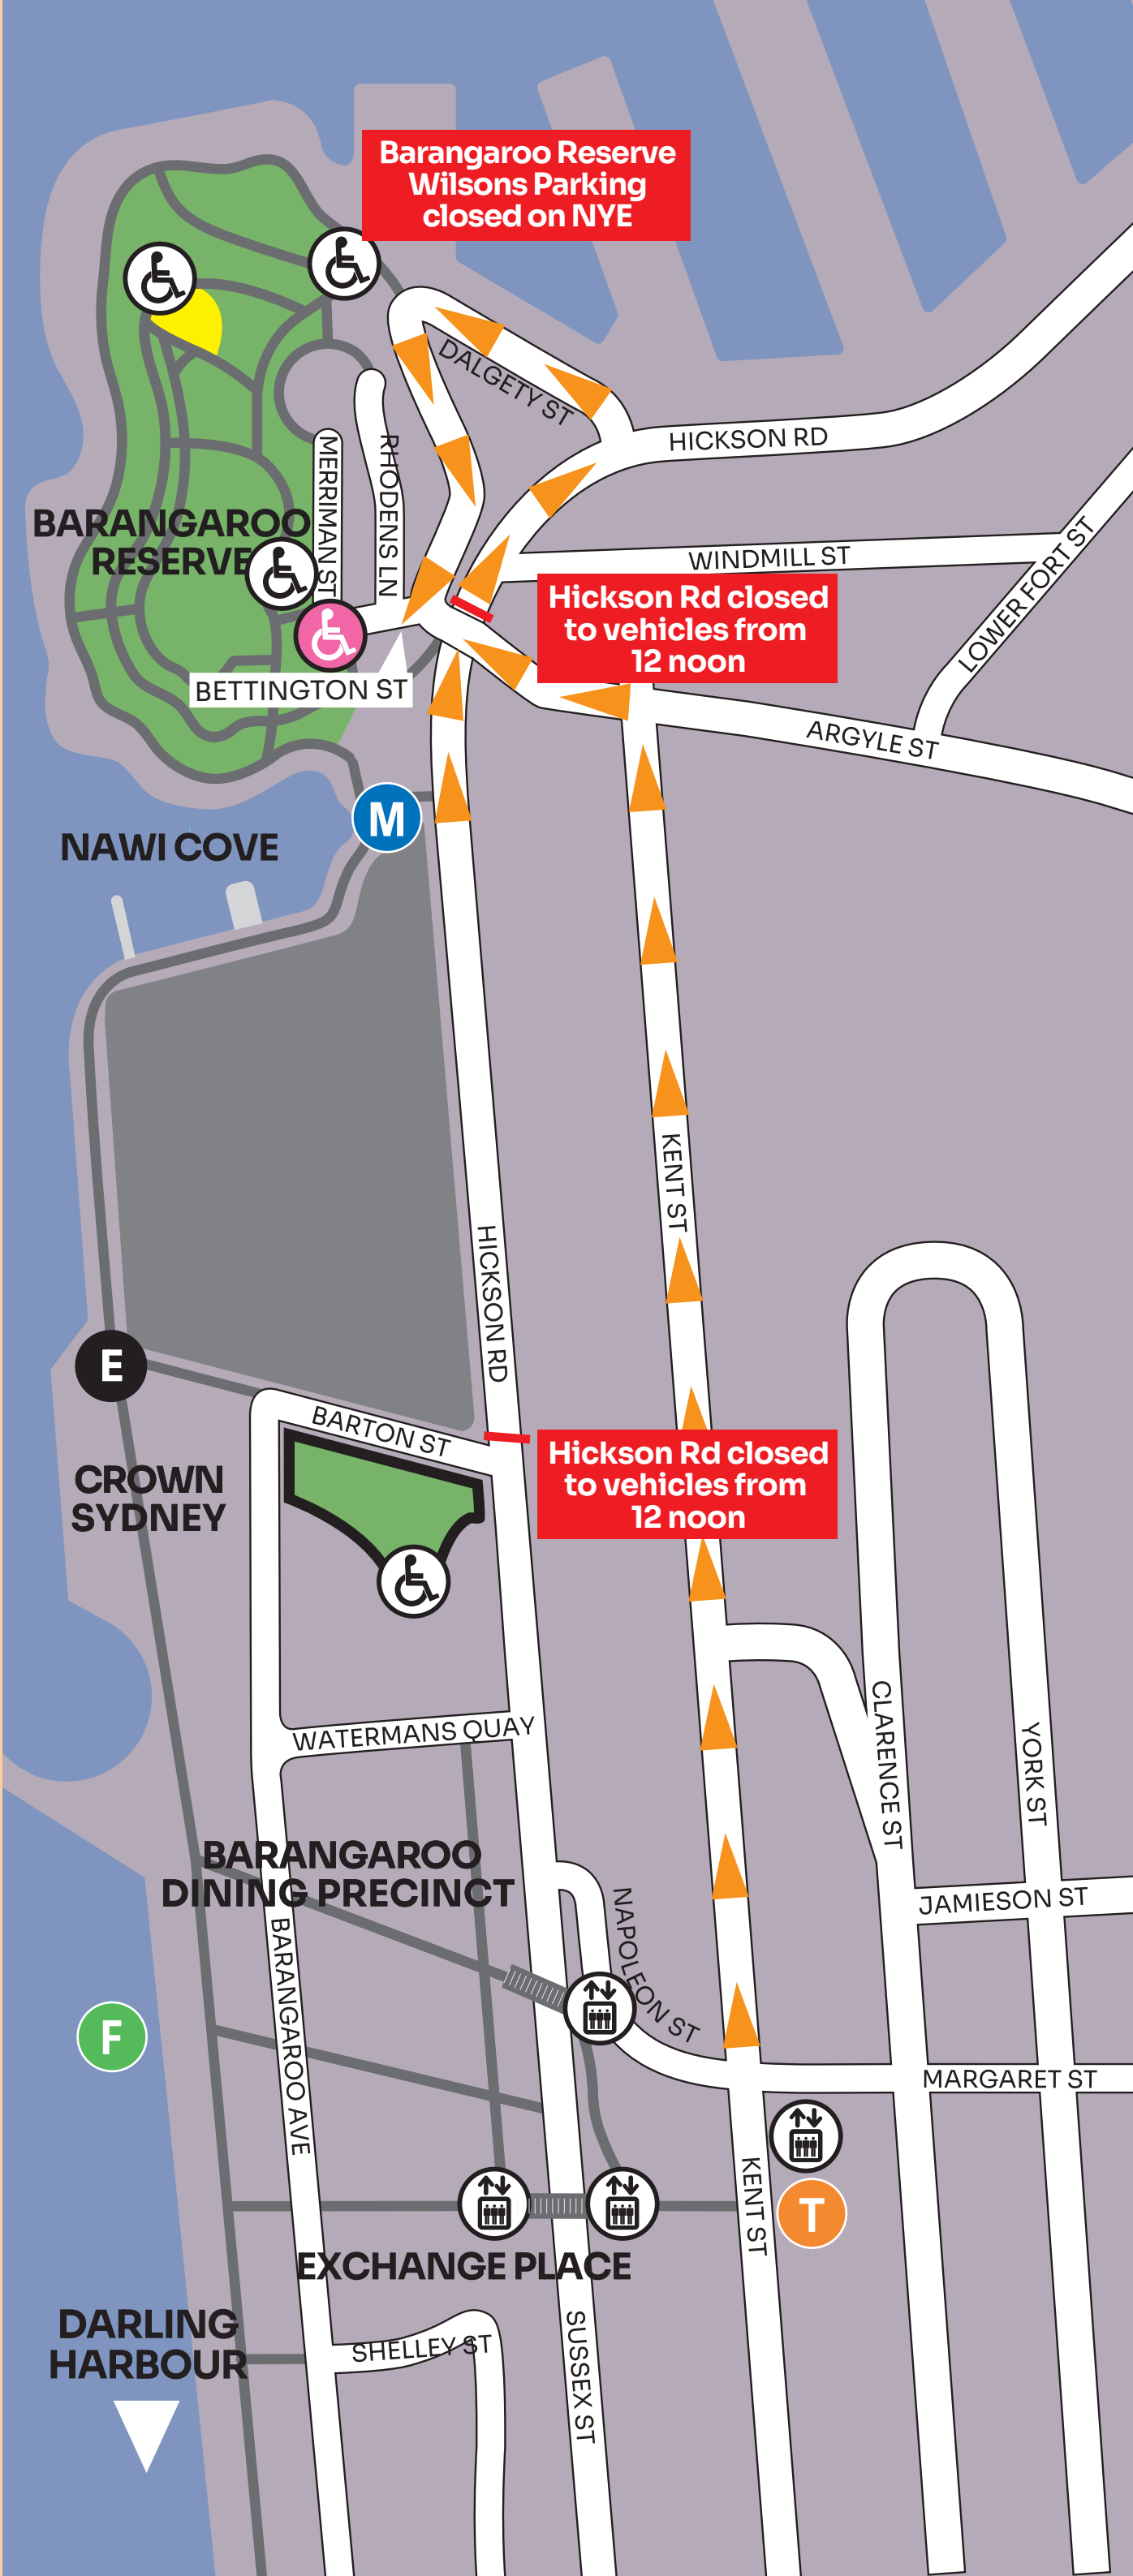 Barangaroo Reserve
Wilsons Parking
closed on NYE
DALGETY ST
HICKSON RD
MERRIMAN ST
RHODENS LN
BARANGAROO
RESERVE
WINDMILL ST
LOWER FORT ST
Hickson Rd closed
to vehicles from
12 noon
BETTINGTON ST
ARGYLE ST
M
NAWI COVE
KENT ST
HICKSON RD
E
BARTON ST
Hickson Rd closed
to vehicles from
12 noon
CROWN
SYDNEY
WATERMANS QUAY
CLARENCE ST
YORK ST
BARANGAROO
DINING PRECINCT
JAMIESON ST
NAPOLEON ST
BARANGAROO AVE
F
MARGARET ST
KENT ST
T
EXCHANGE PLACE
DARLING
HARBOUR
SHELLEY ST
SUSSEX ST